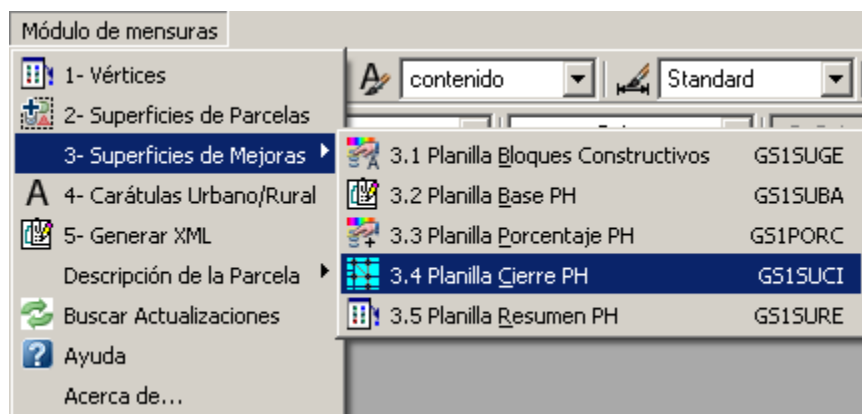 Módulo de mensuras
1- Vértices
contenido
Standard
2- Superficies de Parcelas
3- Superficies de Mejoras
3.1 Planilla Bloques Constructivos GS1SUGE
4- Carátulas Urbano/Rural
3.2 Planilla Base PH GS1SUBA
5- Generar XML
3.3 Planilla Porcentaje PH GS1PORC
Descripción de la Parcela
3.4 Planilla Cierre PH GS1SUCI
Buscar Actualizaciones
3.5 Planilla Resumen PH GS1SURE
Ayuda
Acerca de...